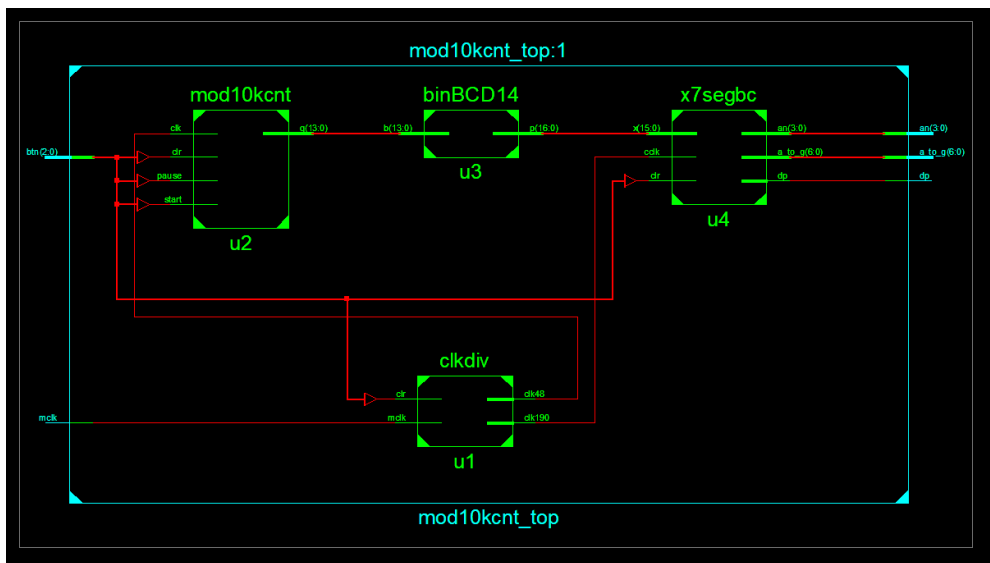 mod10kcnt_top:1
mod10kcnt
binBCD14
x7segbc
clk
q(13:0)
b(13:0)
p(16:0)
x(15:0)
an(3:0)
an(3:0)
btn(2:0)
clr
cclk
a_to_g(6:0)
a_to_g(6:0)
pause
u3
clr
dp
dp
start
u4
u2
clkdiv
clr
clk48
mclk
mclk
clk190
u1
mod10kcnt_top